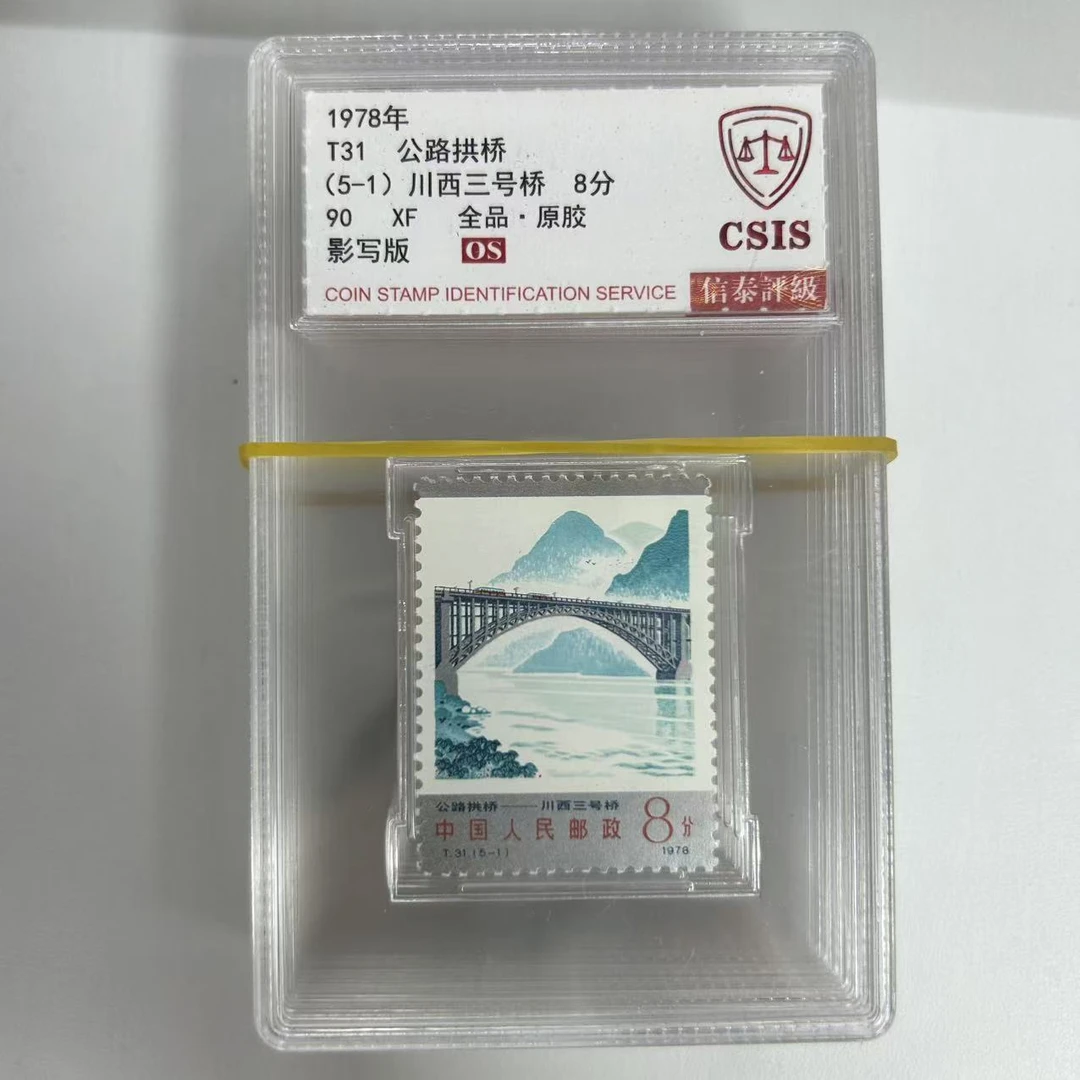 1978年
T31 公路拱桥
（5-1）川西三号桥 8分
90 XF 全品·原胶
影写版 OS
CSIS
COIN STAMP IDENTIFICATION SERVICE
信泰評級
公路拱桥——川西三号桥
中国人民邮政 8分
T.31.(5-1) 1978